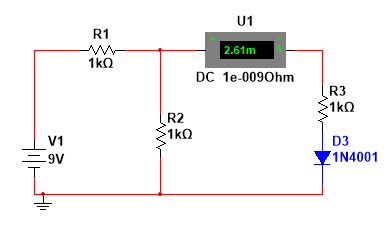 U1
R1
1kΩ
+ 2.61m -
DC 1e-009Ohm
R3
1kΩ
R2
1kΩ
V1
9V
D3
1N4001